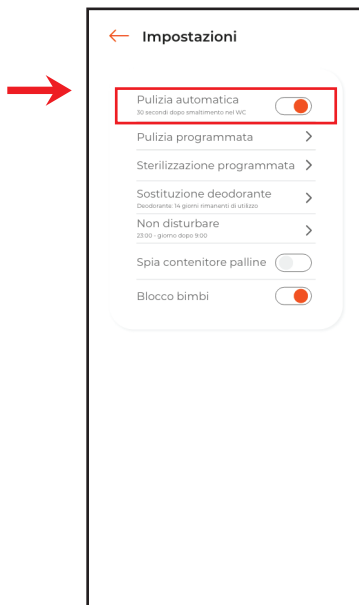 Impostazioni
Pulizia automatica
30 secondi dopo smaltimento nel WC
Pulizia programmata
Sterilizzazione programmata
Sostituzione deodorante
Deodorante: 14 giorni rimanenti di utilizzo
Non disturbare
23:00 - giorno dopo 9:00
Spia contenitore palline
Blocco bimbi